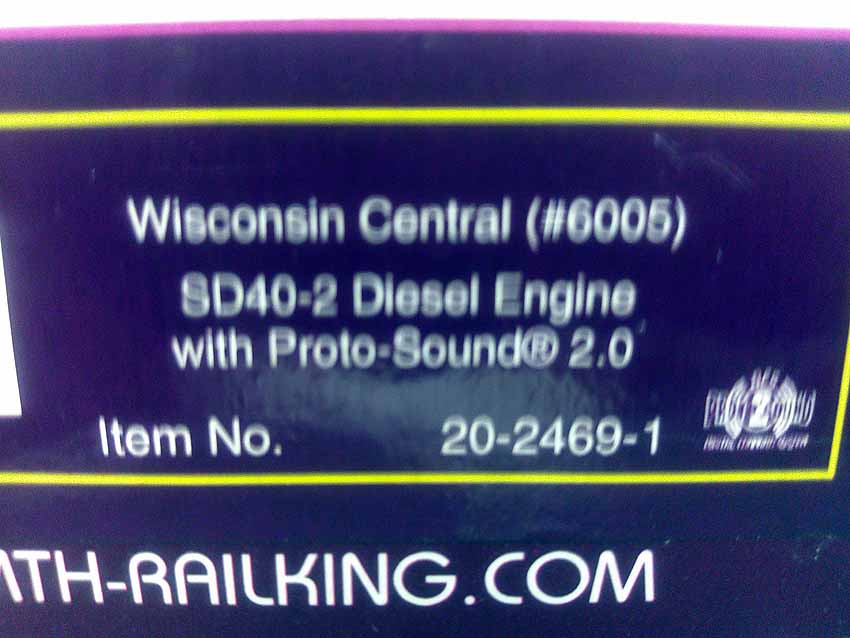 Wisconsin Central (#6005)
SD40-2 Diesel Engine
with Proto-Sound® 2.0
Item No. 20-2469-1
MTH-RAILKING.COM